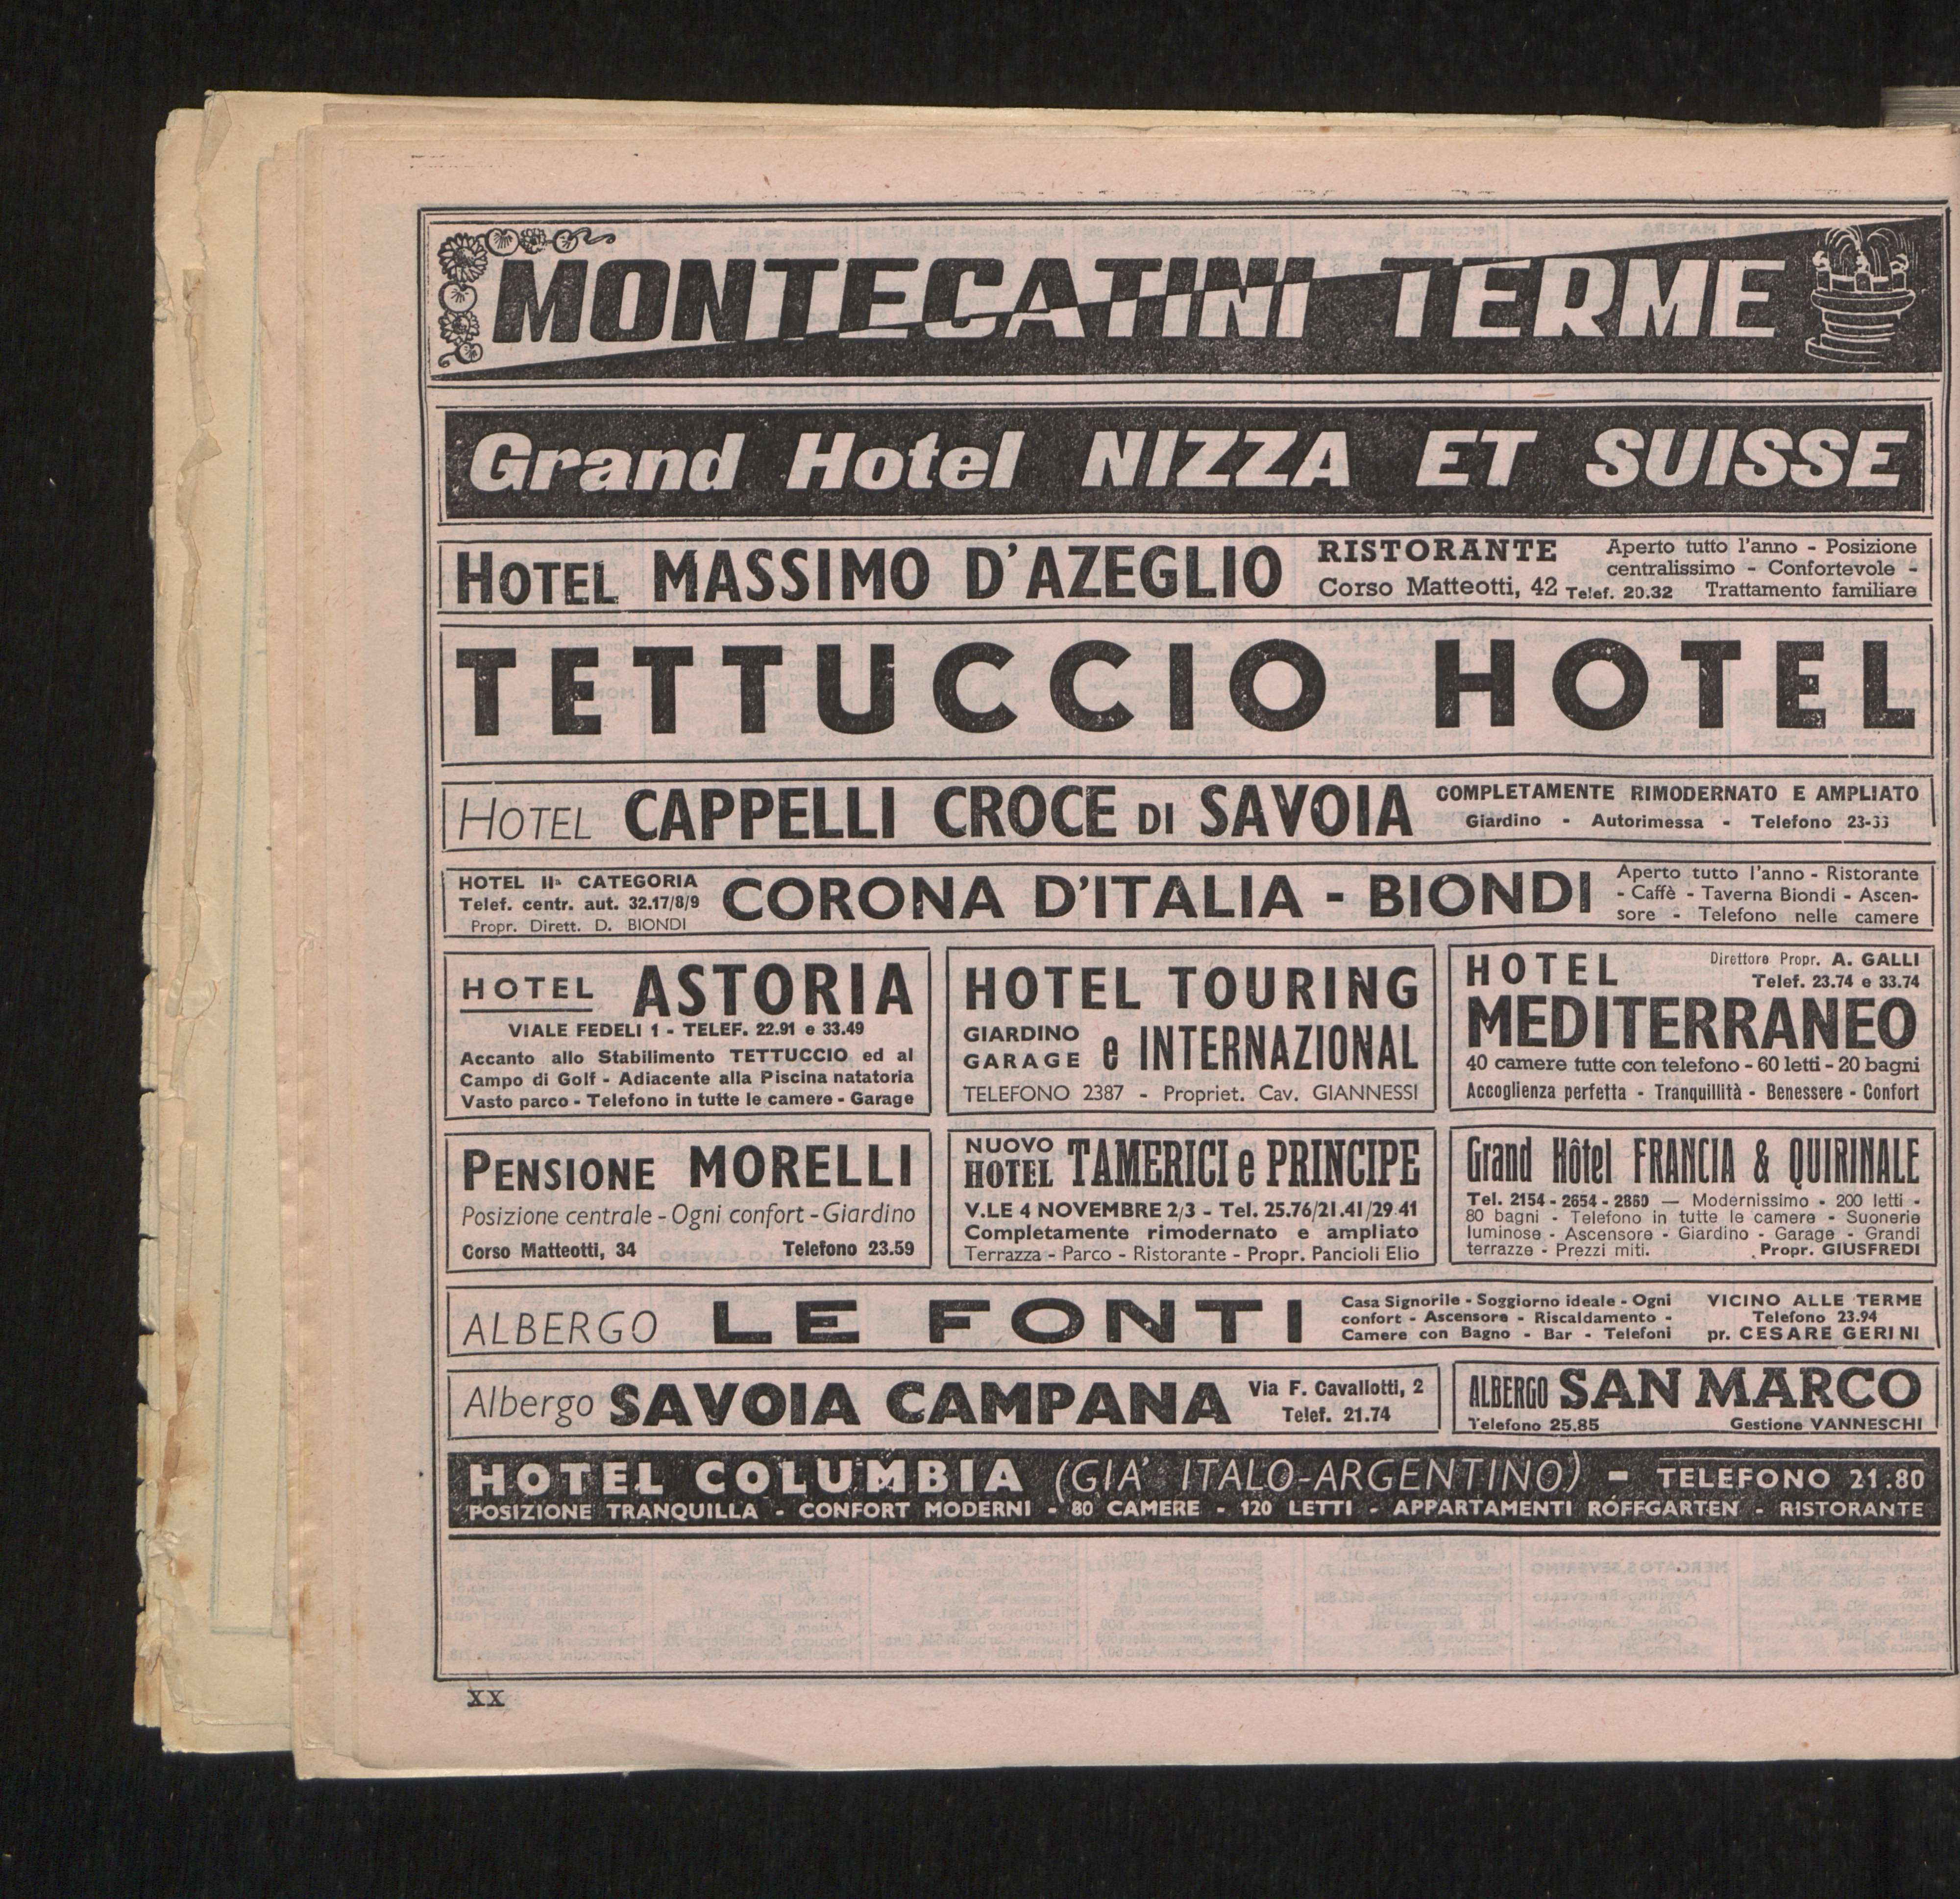 MONTECATINI TERME
Grand Hotel NIZZA ET SUISSE
HOTEL MASSIMO D'AZEGLIO
RISTORANTE
Corso Matteotti, 42 Telef. 20.32
Aperto tutto l'anno - Posizione
centralissimo - Confortevole -
Trattamento familiare
TETTUCCIO HOTEL
HOTEL CAPPELLI CROCE DI SAVOIA
COMPLETAMENTE RIMODERNATO E AMPLIATO
Giardino - Autorimessa - Telefono 23-33
HOTEL IIa CATEGORIA
Telef. centr. aut. 32.17/8/9
Propr. Dirett. D. BIONDI
CORONA D'ITALIA - BIONDI
Aperto tutto l'anno - Ristorante
- Caffè - Taverna Biondi - Ascen-
sore - Telefono nelle camere
HOTEL ASTORIA
VIALE FEDELI 1 - TELEF. 22.91 e 33.49
Accanto allo Stabilimento TETTUCCIO ed al
Campo di Golf - Adiacente alla Piscina natatoria
Vasto parco - Telefono in tutte le camere - Garage
HOTEL TOURING
GIARDINO
GARAGE
e INTERNAZIONAL
TELEFONO 2387 - Propriet. Cav. GIANNESSI
HOTEL
Direttore Propr. A. GALLI
Telef. 23.74 e 33.74
MEDITERRANEO
40 camere tutte con telefono - 60 letti - 20 bagni
Accoglienza perfetta - Tranquillità - Benessere - Confort
PENSIONE MORELLI
Posizione centrale - Ogni confort - Giardino
Corso Matteotti, 34 Telefono 23.59
NUOVO
HOTEL TAMERICI e PRINCIPE
V.LE 4 NOVEMBRE 2/3 - Tel. 25.76/21.41/29.41
Completamente rimodernato e ampliato
Terrazza - Parco - Ristorante - Propr. Pancioli Elio
Grand Hôtel FRANCIA & QUIRINALE
Tel. 2154 - 2654 - 2860 — Modernissimo - 200 letti -
80 bagni - Telefono in tutte le camere - Suonerie
luminose - Ascensore - Giardino - Garage - Grandi
terrazze - Prezzi miti. Propr. GIUSFREDI
ALBERGO LE FONTI
Casa Signorile - Soggiorno ideale - Ogni
confort - Ascensore - Riscaldamento -
Camere con Bagno - Bar - Telefoni
VICINO ALLE TERME
Telefono 23.94
pr. CESARE GERINI
Albergo SAVOIA CAMPANA
Via F. Cavallotti, 2
Telef. 21.74
ALBERGO SAN MARCO
Telefono 25.85 Gestione VANNESCHI
HOTEL COLUMBIA (GIA' ITALO-ARGENTINO) - TELEFONO 21.80
POSIZIONE TRANQUILLA - CONFORT MODERNI - 80 CAMERE - 120 LETTI - APPARTAMENTI ROFFGARTEN - RISTORANTE
XX